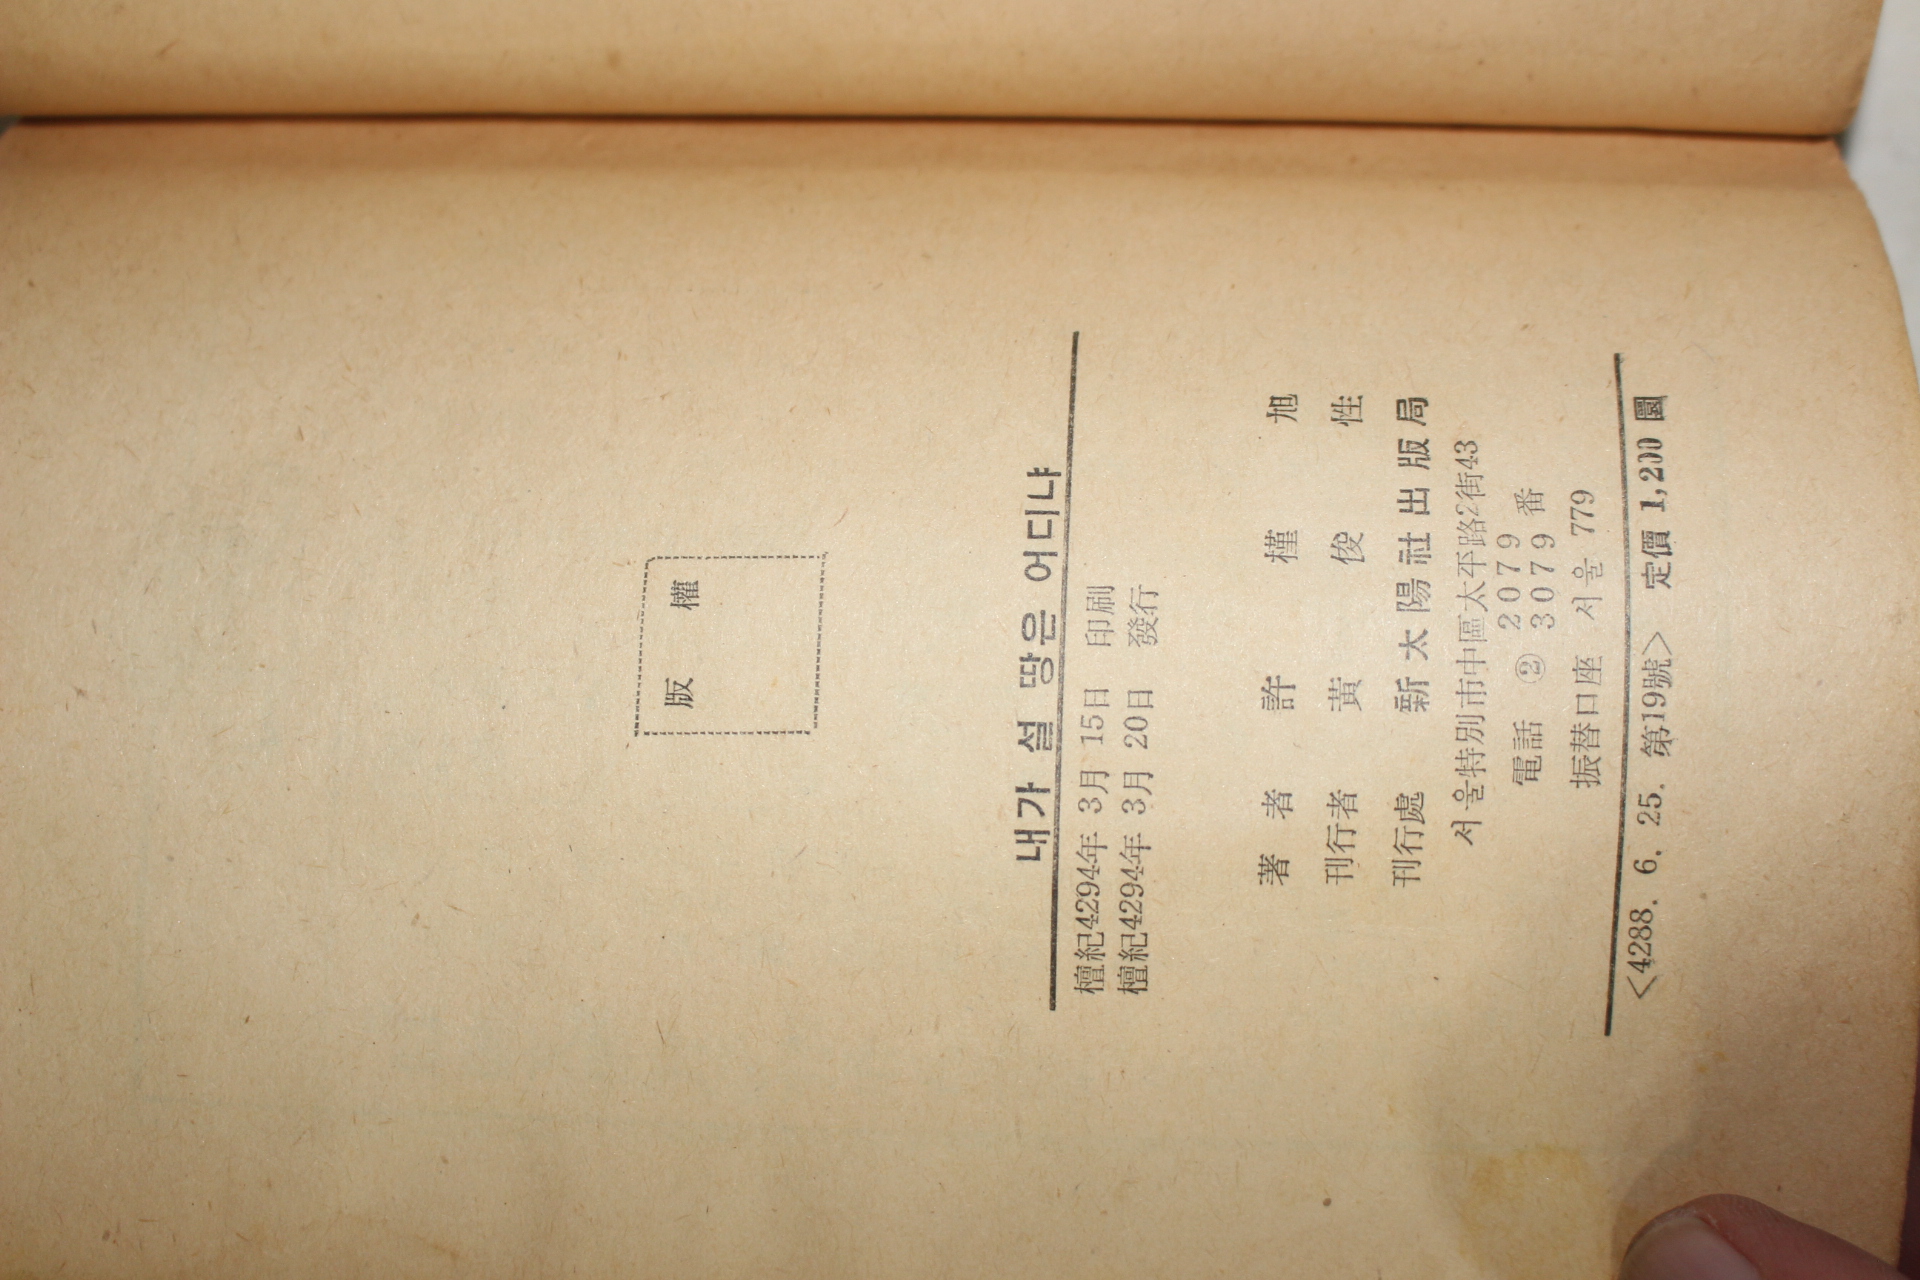 版 權
내가 설 땅은 어디냐
檀紀4294年 3月 15日 印刷
檀紀4294年 3月 20日 發行
著者 許 槿 旭
刊行者 黃 俊 性
刊行處 新太陽社出版局
서울特別市中區太平路2街43
電話 ② 2079 3079 番
振替口座 서울 779
<4288. 6. 25. 第19號> 定價 1,200 圜